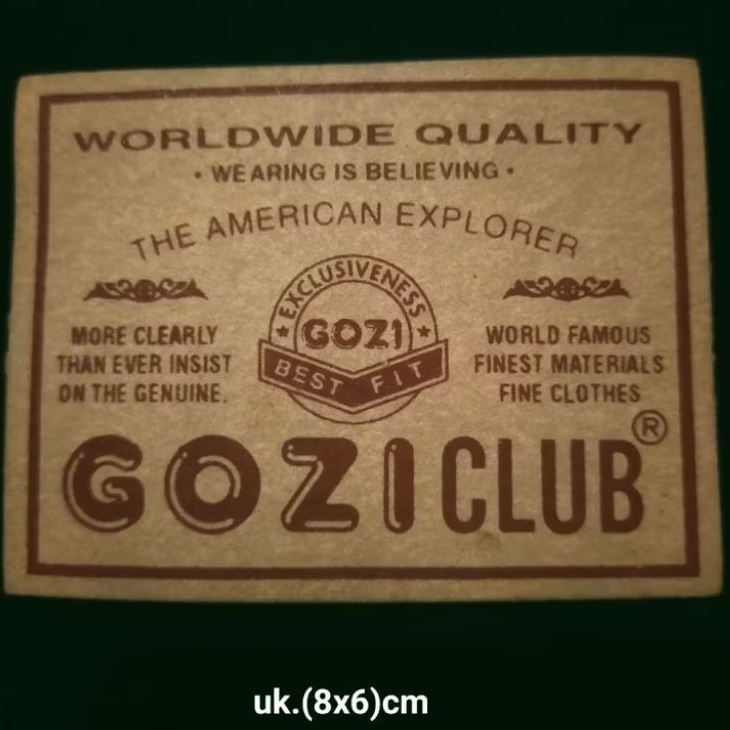 WORLDWIDE QUALITY
• WEARING IS BELIEVING •
THE AMERICAN EXPLORER
EXCLUSIVENESS
GOZI
BEST FIT
MORE CLEARLY
THAN EVER INSIST
ON THE GENUINE.
WORLD FAMOUS
FINEST MATERIALS
FINE CLOTHES
GOZI CLUB ®
uk.(8x6)cm